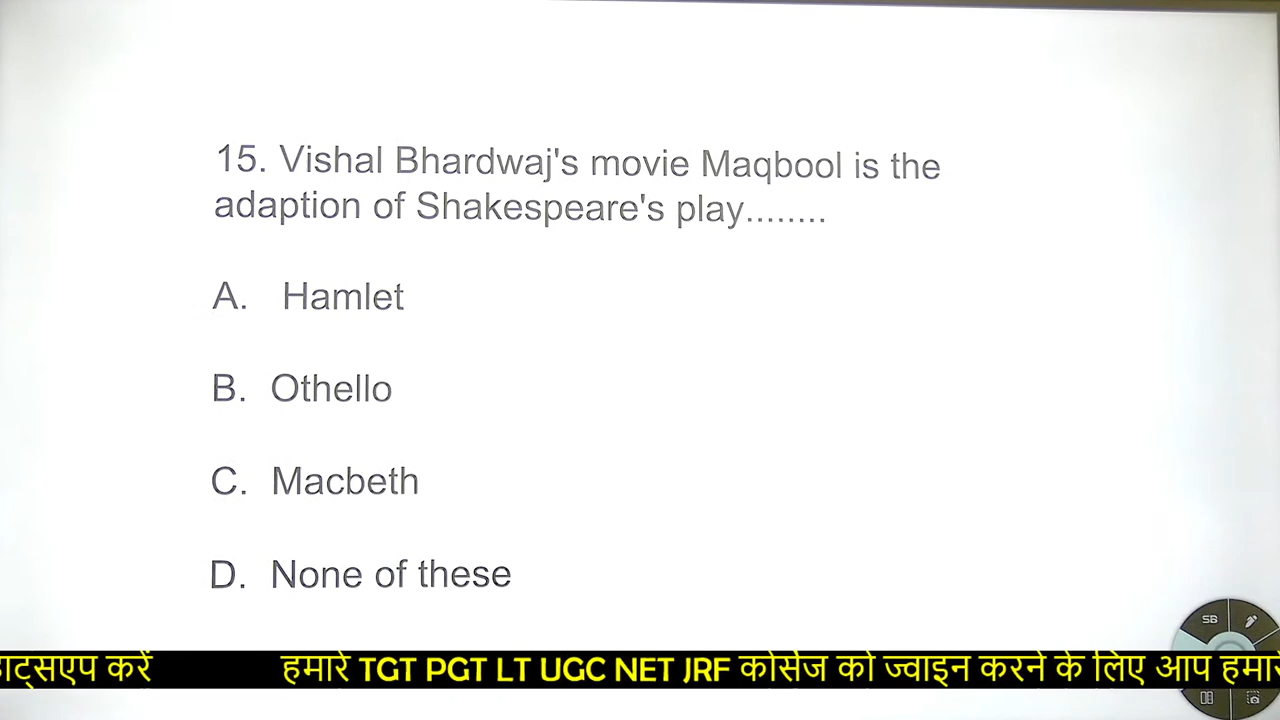 15. Vishal Bhardwaj's movie Maqbool is the
adaption of Shakespeare's play........
A. Hamlet
B. Othello
C. Macbeth
D. None of these
SB
करें हमारे TGT PGT LT UGC NET JRF कोर्सेज को ज्वाइन करने के लिए आप